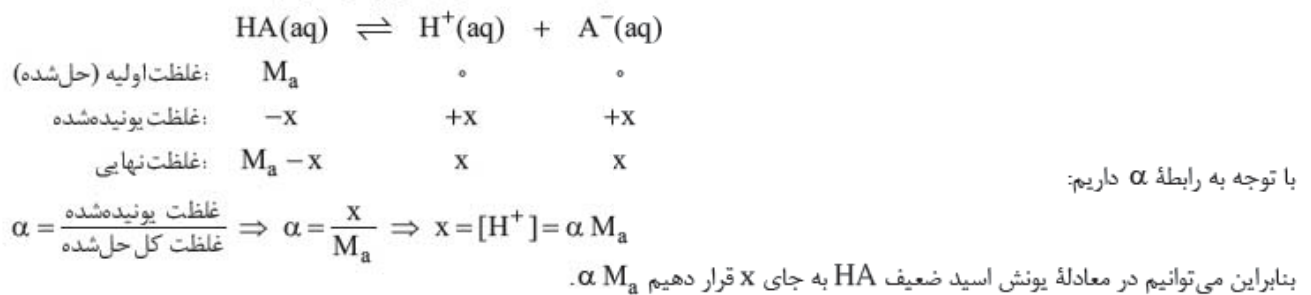 HA(aq) ⇌ H⁺(aq) + A⁻(aq)
غلظت اولیه (حل‌شده): Mₐ ० ०
غلظت یونیده‌شده: −x +x +x
غلظت نهایی: Mₐ − x x x
با توجه به رابطهٔ α داریم:
α = غلظت یونیده‌شده / غلظت کل حل‌شده ⇒ α = x / Mₐ ⇒ x = [H⁺] = α Mₐ
بنابراین می‌توانیم در معادلهٔ یونش اسید ضعیف HA به جای x قرار دهیم α Mₐ.